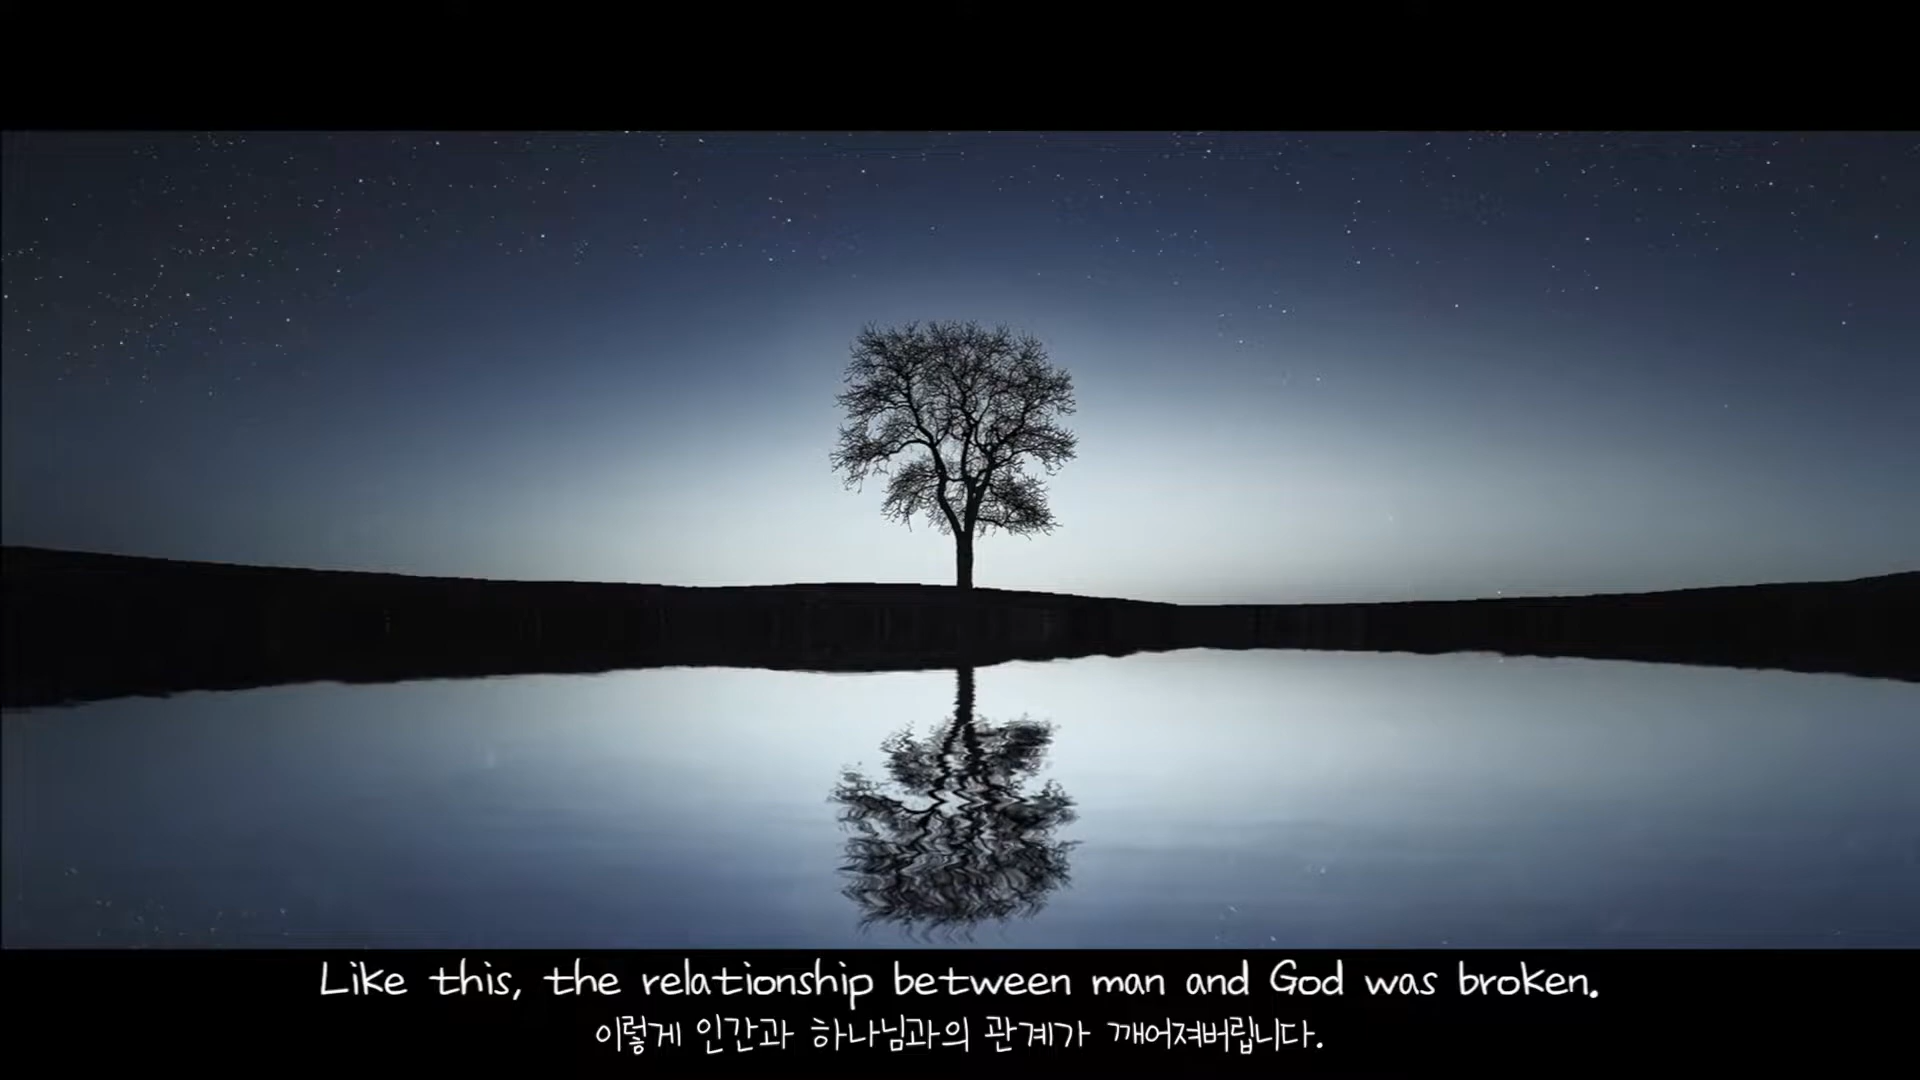 Like this, the relationship between man and God was broken.
이렇게 인간과 하나님과의 관계가 깨어져버립니다.